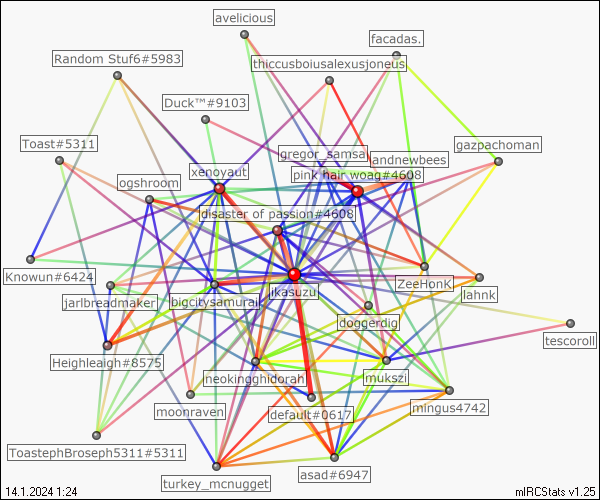 avelicious
facadas.
Random Stuf6#5983
thiccusboiusalexusjoneus
Duck™#9103
Toast#5311
gazpachoman
gregor_samsa
andnewbees
xenoyaut
pink hair woag#4608
ogshroom
disaster of passion#4608
Knowun#6424
ZeeHonK
lahnk
jkasuzu
jarlbreadmaker
bigcitysamurai
doggerdig
tescoroll
Heighleaigh#8575
neokingghidorah
mukszi
moonraven
default#0617
mingus4742
ToastephBroseph5311#5311
asad#6947
turkey_mcnugget
14.1.2024 1:24
mIRCStats v1.25